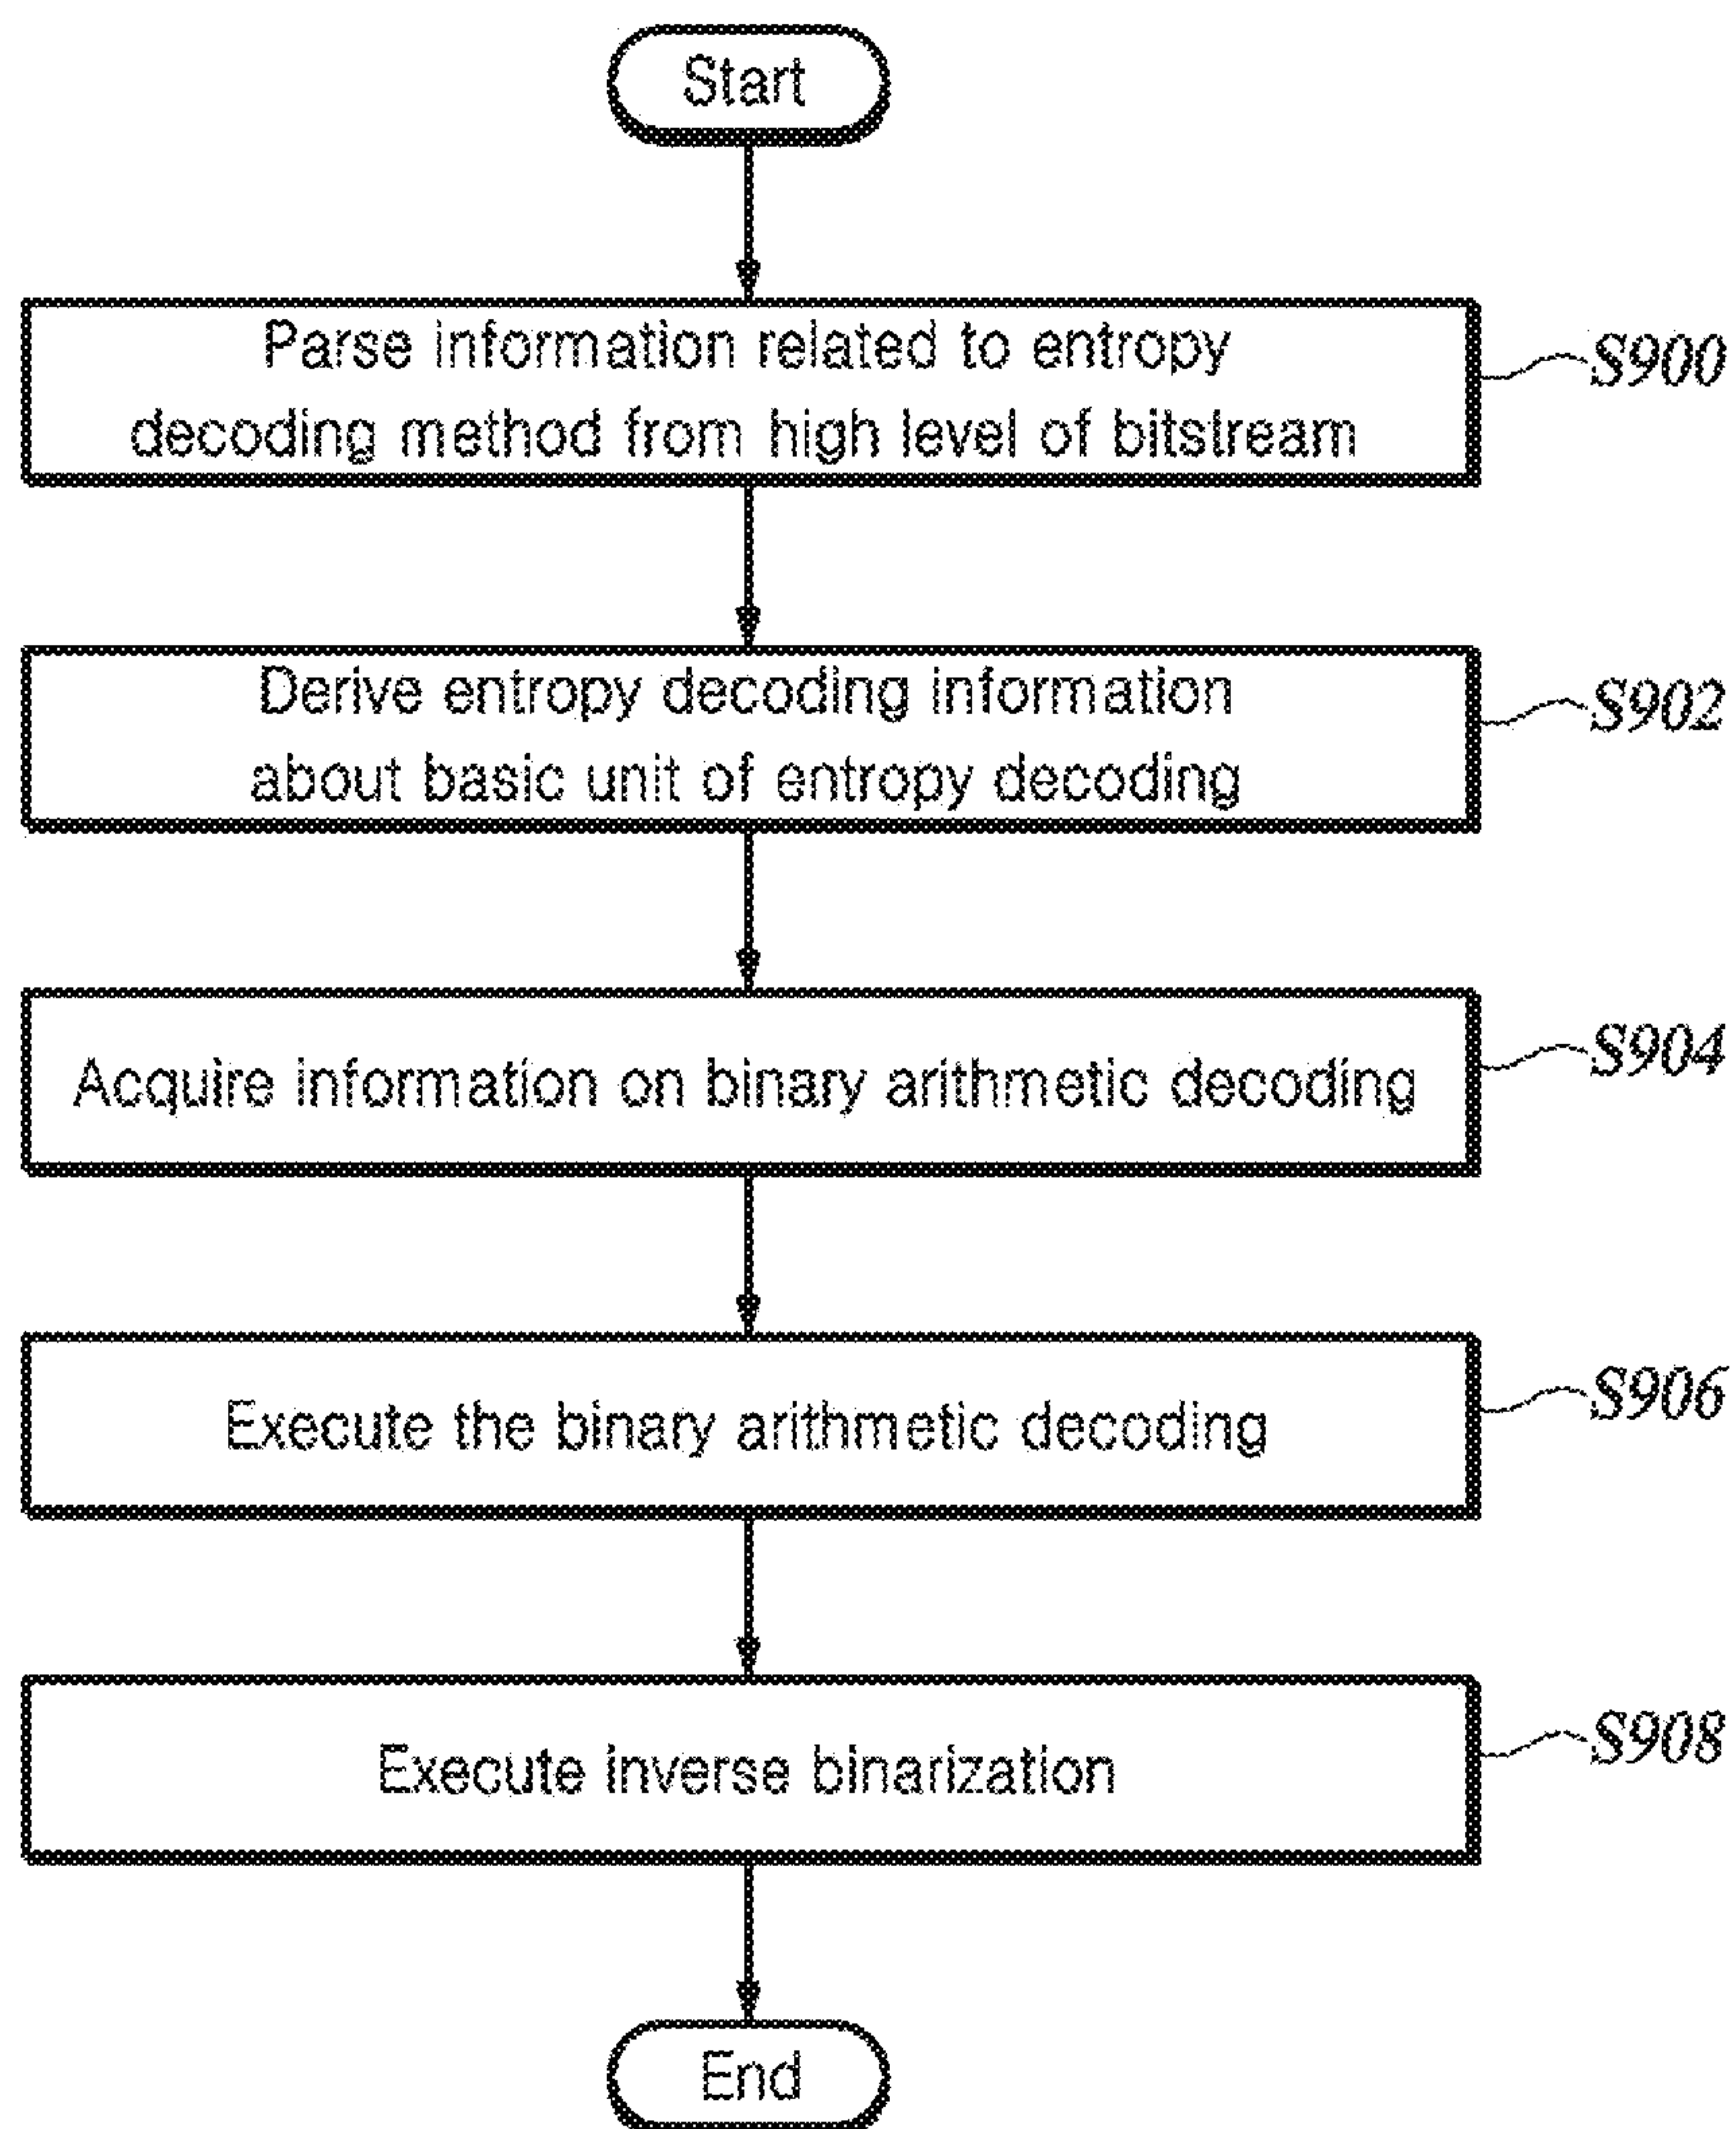 Start
Parse information related to entropy
decoding method from high level of bitstream
S900
Derive entropy decoding information
about basic unit of entropy decoding
S902
Acquire information on binary arithmetic decoding
S904
Execute the binary arithmetic decoding
S906
Execute inverse binarization
S908
End